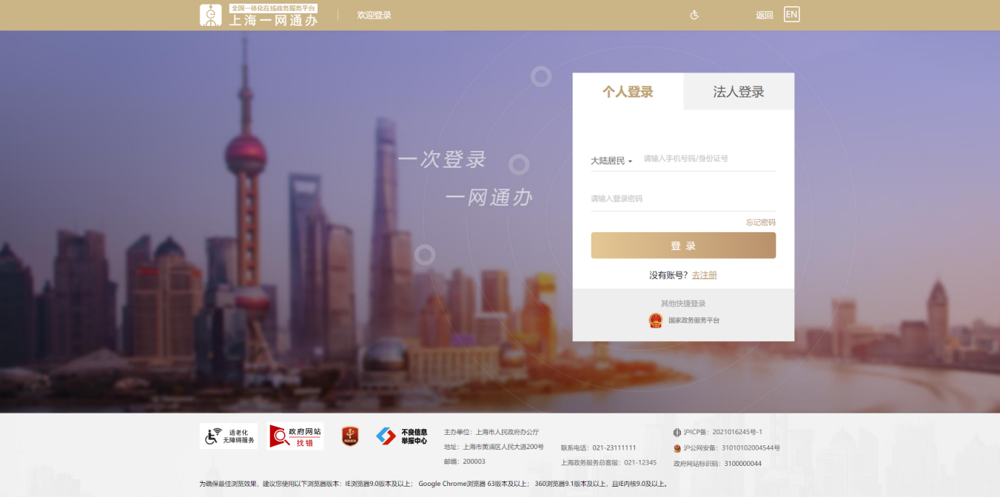 全国一体化在线政务服务平台
上海一网通办
欢迎登录
返回
EN
个人登录
法人登录
一次登录
一网通办
大陆居民
请输入手机号码/身份证号
请输入登录密码
忘记密码
登 录
没有账号？去注册
其他快捷登录
国家政务服务平台
适老化
无障碍服务
政府网站
找错
不良信息
举报中心
主办单位：上海市人民政府办公厅
地址：上海市黄浦区人民大道200号
邮编：200003
联系电话：021-23111111
上海政务服务总客服：021-12345
沪ICP备：2021016245号-1
沪公网安备：31010102004544号
政府网站标识码：3100000044
为确保最佳浏览效果，建议您使用以下浏览器版本：IE浏览器9.0版本及以上； Google Chrome浏览器 63版本及以上； 360浏览器9.1版本及以上，且IE内核9.0及以上。